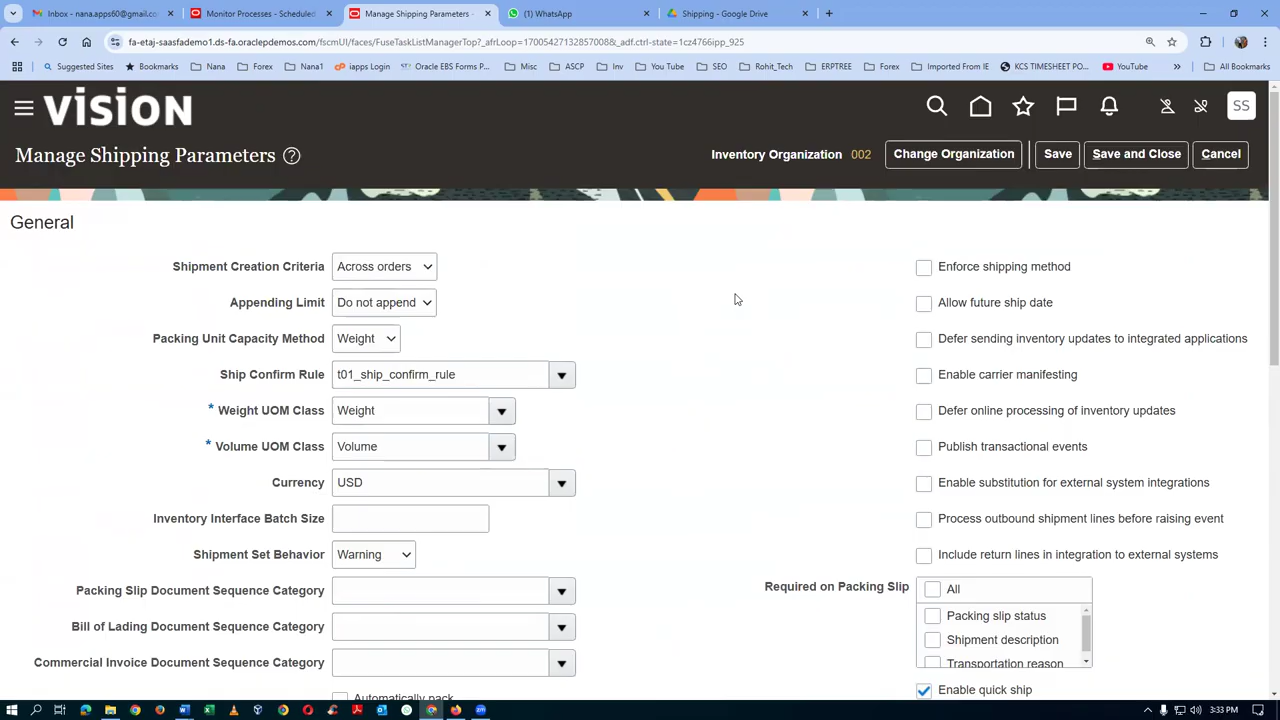 nana.apps60@gmail.co
Monitor Processes - Scheduled
Manage Shipping Parameters -
(1) WhatsApp
Shipping - Google Drive
fa-etaj-saasfademo1.ds-fa.oraclepdemos.com/fscmUI/faces/FuseTaskListManagerTop?_afrLoop=170054271328570086&_adf.ctrl-state=1cz4766ipp_925
Suggested Sites
Bookmarks
Nana
Forex
Nana1
iapps Login
Oracle EBS Forms P...
Misc
ASCP
Inv
You Tube
SEO
Rohit_Tech
ERPTREE
Forex
Imported From IE
KCS TIMESHEET PO...
YouTube
All Bookmarks
vision
SS
Manage Shipping Parameters
Inventory Organization 002
Change Organization
Save
Save and Close
Cancel
General
Shipment Creation Criteria Across orders
Enforce shipping method
Appending Limit Do not append
Allow future ship date
Packing Unit Capacity Method Weight
Defer sending inventory updates to integrated applications
Ship Confirm Rule t01_ship_confirm_rule
Enable carrier manifesting
* Weight UOM Class Weight
Defer online processing of inventory updates
* Volume UOM Class Volume
Publish transactional events
Currency USD
Enable substitution for external system integrations
Inventory Interface Batch Size
Process outbound shipment lines before raising event
Shipment Set Behavior Warning
Include return lines in integration to external systems
Packing Slip Document Sequence Category
Required on Packing Slip All
Packing slip status
Bill of Lading Document Sequence Category
Shipment description
Commercial Invoice Document Sequence Category
Transportation reason
Automatically pack
Enable quick ship
3:33 PM